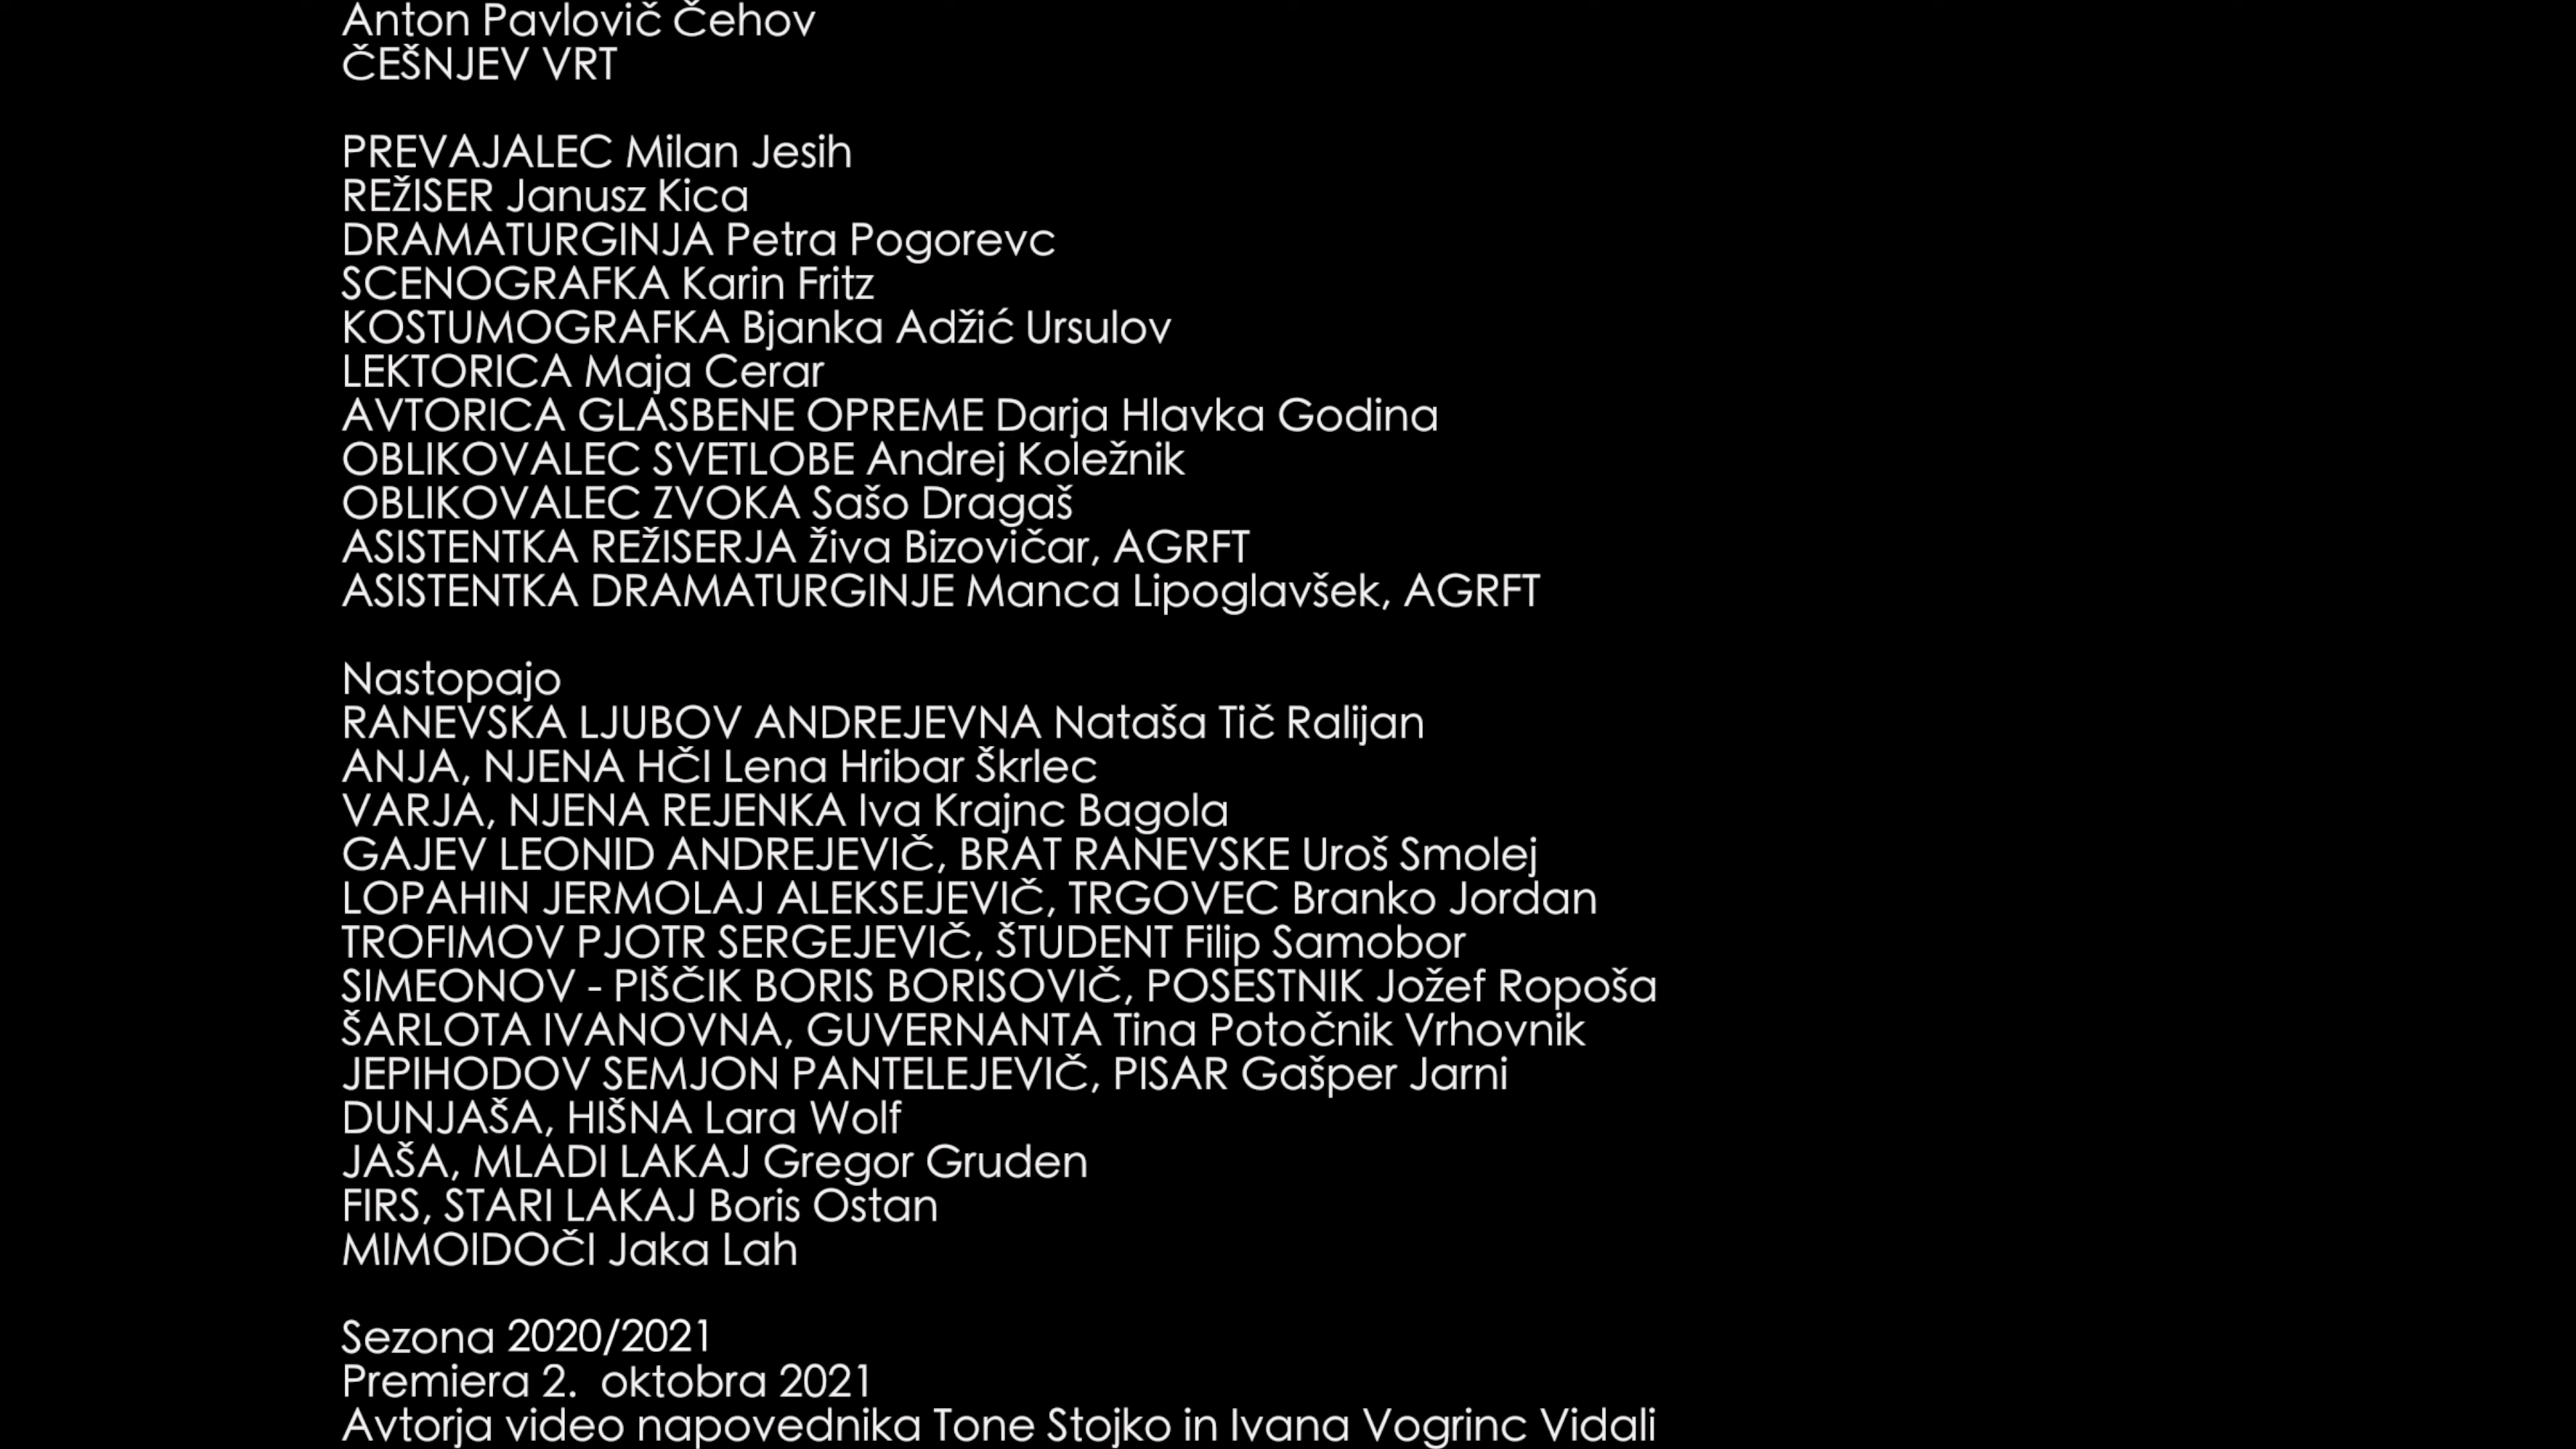 Anton Pavlovič Čehov
ČEŠNJEV VRT
PREVAJALEC Milan Jesih
REŽISER Janusz Kica
DRAMATURGINJA Petra Pogorevc
SCENOGRAFKA Karin Fritz
KOSTUMOGRAFKA Bjanka Adžić Ursulov
LEKTORICA Maja Cerar
AVTORICA GLASBENE OPREME Darja Hlavka Godina
OBLIKOVALEC SVETLOBE Andrej Koležnik
OBLIKOVALEC ZVOKA Sašo Dragaš
ASISTENTKA REŽISERJA Živa Bizovičar, AGRFT
ASISTENTKA DRAMATURGINJE Manca Lipoglavšek, AGRFT
Nastopajo
RANEVSKA LJUBOV ANDREJEVNA Nataša Tič Ralijan
ANJA, NJENA HČI Lena Hribar Škrlec
VARJA, NJENA REJENKA Iva Krajnc Bagola
GAJEV LEONID ANDREJEVIČ, BRAT RANEVSKE Uroš Smolej
LOPAHIN JERMOLAJ ALEKSEJEVIČ, TRGOVEC Branko Jordan
TROFIMOV PJOTR SERGEJEVIČ, ŠTUDENT Filip Samobor
SIMEONOV - PIŠČIK BORIS BORISOVIČ, POSESTNIK Jožef Ropoša
ŠARLOTA IVANOVNA, GUVERNANTA Tina Potočnik Vrhovnik
JEPIHODOV SEMJON PANTELEJEVIČ, PISAR Gašper Jarni
DUNJAŠA, HIŠNA Lara Wolf
JAŠA, MLADI LAKAJ Gregor Gruden
FIRS, STARI LAKAJ Boris Ostan
MIMOIDOČI Jaka Lah
Sezona 2020/2021
Premiera 2.  oktobra 2021
Avtorja video napovednika Tone Stojko in Ivana Vogrinc Vidali